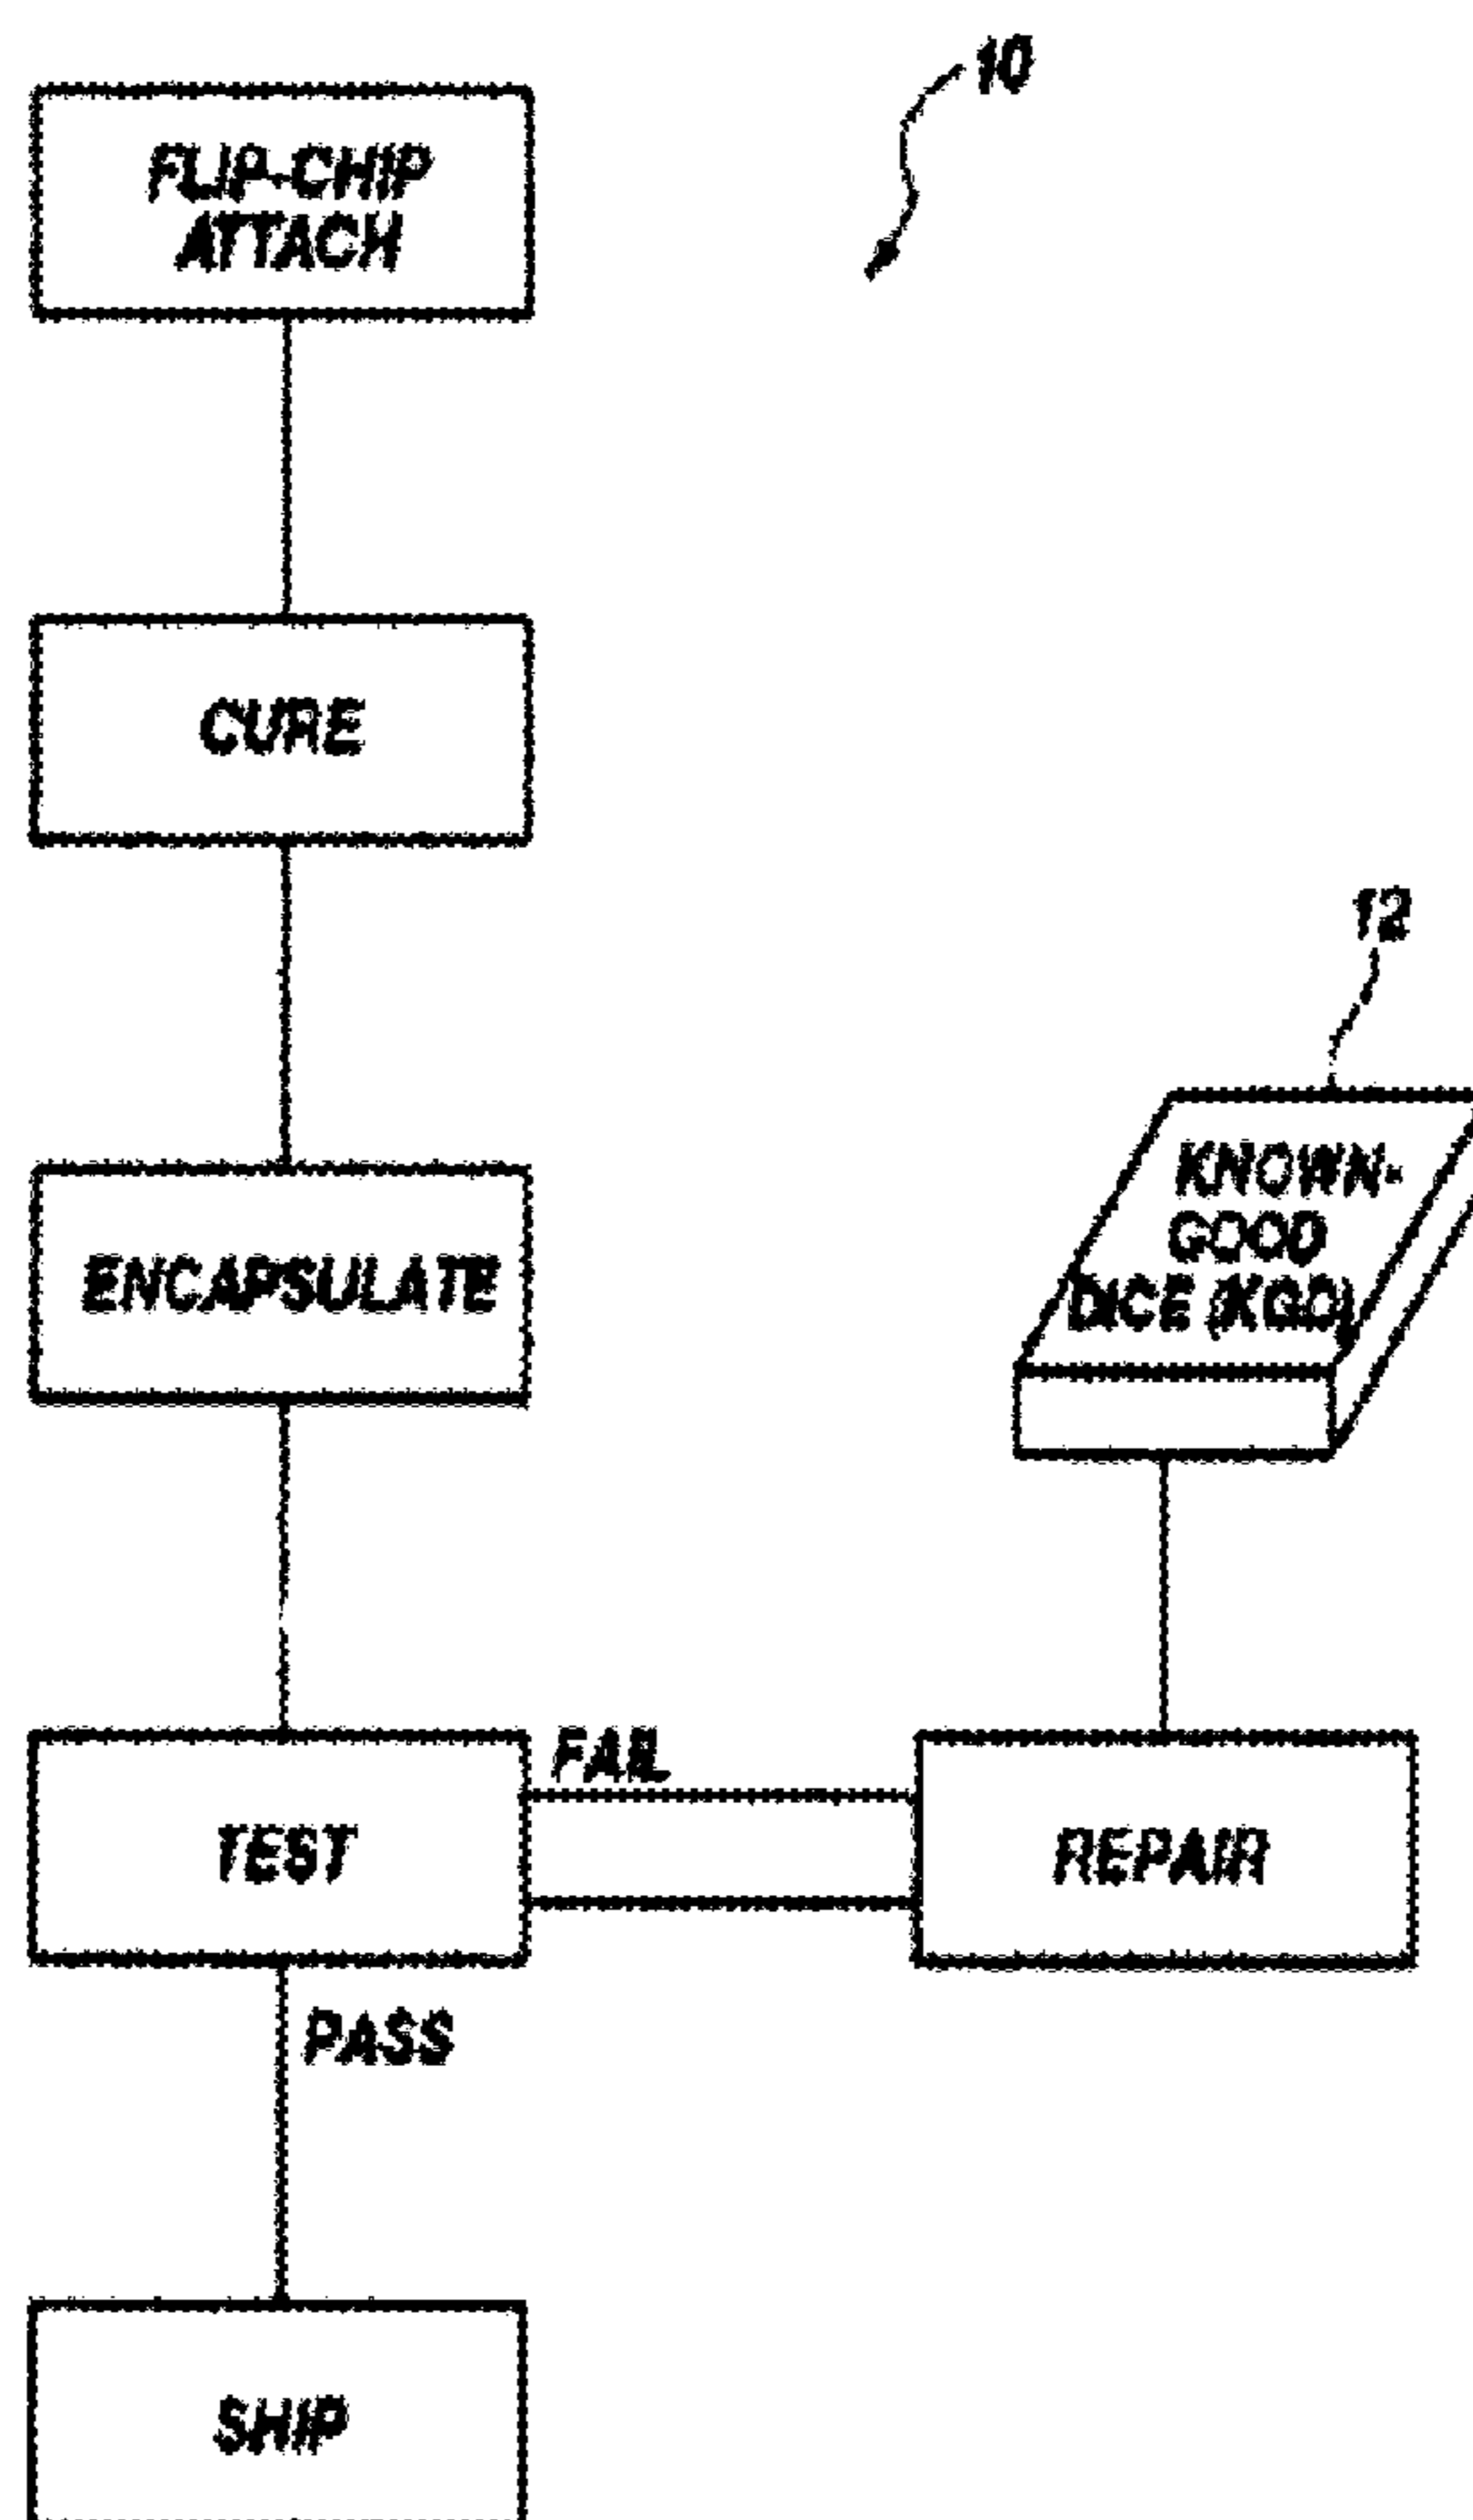 10
FLIP-CHIP
ATTACH
CURE
12
ENCAPSULATE
KNOWN-
GOOD
DICE (KGD)
FAIL
TEST
REPAIR
PASS
SHIP